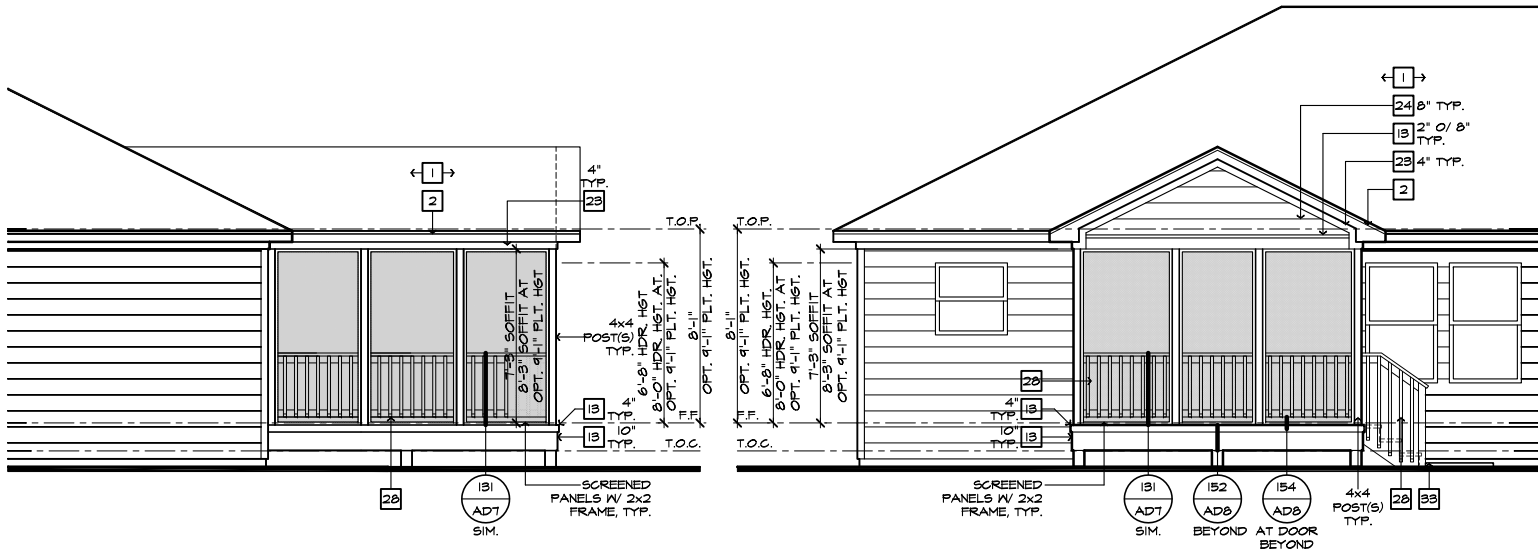 1
2
4"
TYP.
23
T.O.P.
7'-3" SOFFIT
8'-3" SOFFIT AT
OPT. 9'-1" PLT. HGT
4x4
POST(S)
TYP.
6'-8" HDR. HGT
8'-0" HDR. HGT. AT
OPT. 9'-1" PLT. HGT.
8'-1"
OPT. 9'-1" PLT. HGT.
13
4"
TYP.
F.F.
13
10"
TYP.
T.O.C.
28
131
AD7
SIM.
SCREENED
PANELS W/ 2x2
FRAME, TYP.
1
24 8" TYP.
13 2" O/ 8"
TYP.
23 4" TYP.
2
T.O.P.
8'-1"
OPT. 9'-1" PLT. HGT.
6'-8" HDR. HGT.
8'-0" HDR. HGT. AT
OPT. 9'-1" PLT. HGT.
7'-3" SOFFIT
8'-3" SOFFIT AT
OPT. 9'-1" PLT. HGT
28
4"
TYP.
13
F.F.
10"
TYP.
13
T.O.C.
SCREENED
PANELS W/ 2x2
FRAME, TYP.
131
AD7
SIM.
152
AD8
BEYOND
154
AD8
AT DOOR
BEYOND
4x4
POST(S)
TYP.
28
33